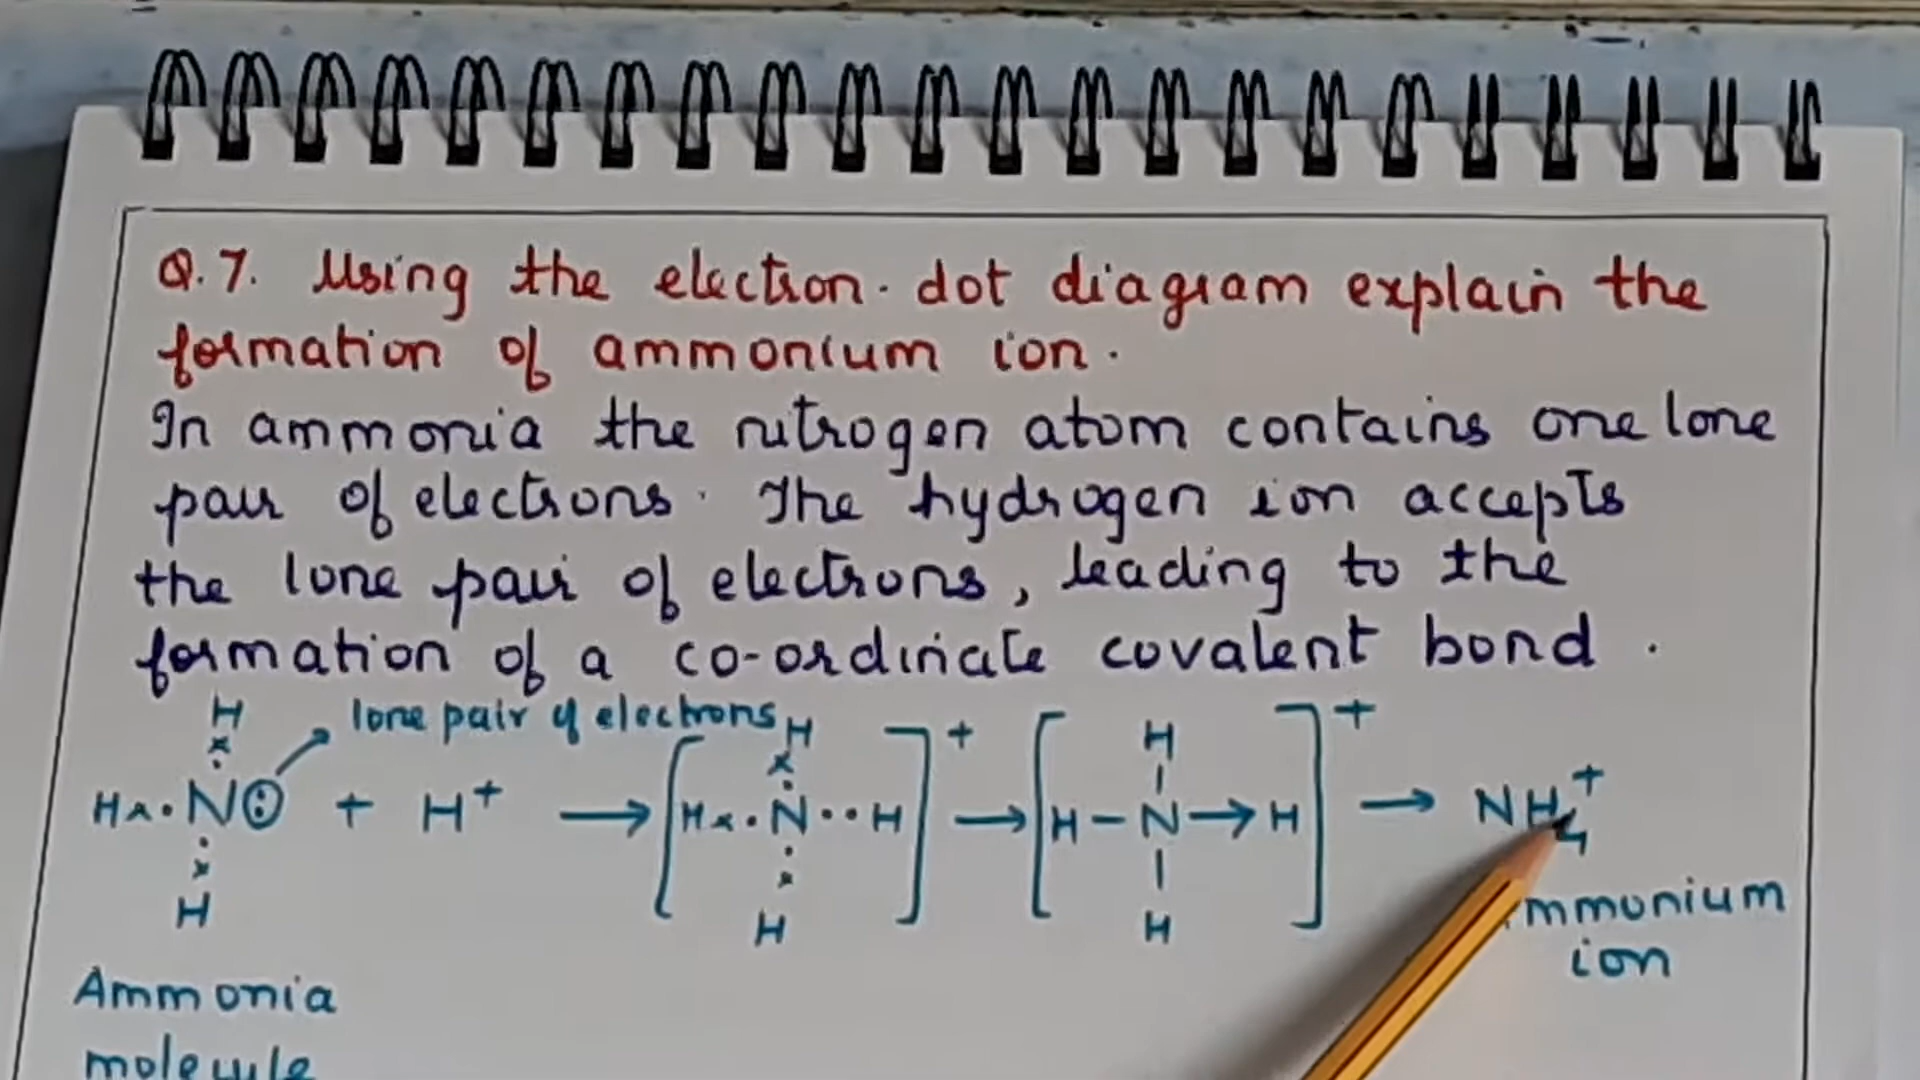 Q.7. Using the electron-dot diagram explain the
formation of ammonium ion.
In ammonia the nitrogen atom contains one lone
pair of electrons. The hydrogen ion accepts
the lone pair of electrons, leading to the
formation of a co-ordinate covalent bond.
lone pair of electrons
H H + H +
H x • N : + H⁺ → [ H x • N • • H ] → [ H – N → H ] → NH₄⁺
H H H
mmonium
ion
Ammonia
molecule